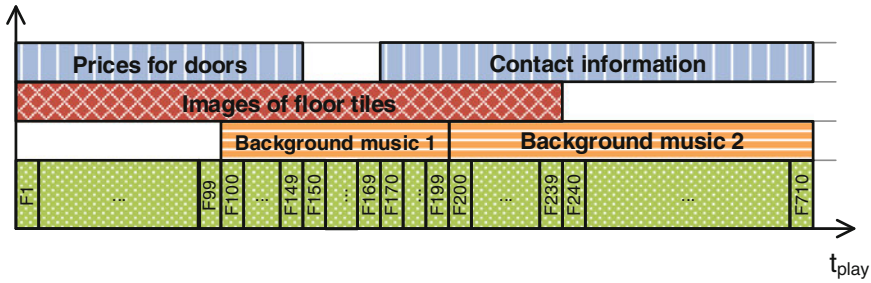 Prices for doors
Contact information
Images of floor tiles
Background music 1
Background music 2
F1 ... F99 F100 ... F149 F150 ... F169 F170 ... F199 F200 ... F239 F240 ... F710
t_play